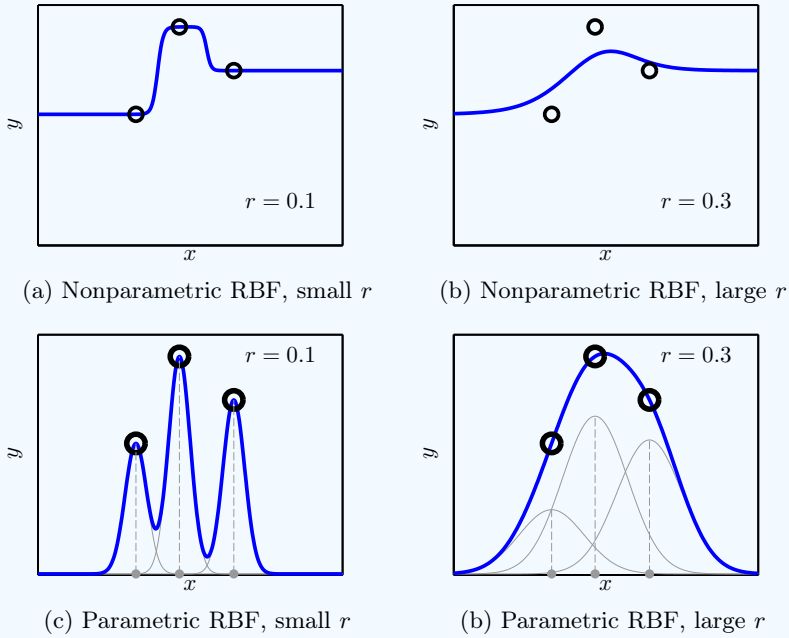 y
r = 0.1
x
(a) Nonparametric RBF, small r
y
r = 0.3
x
(b) Nonparametric RBF, large r
y
r = 0.1
x
(c) Parametric RBF, small r
y
r = 0.3
x
(b) Parametric RBF, large r